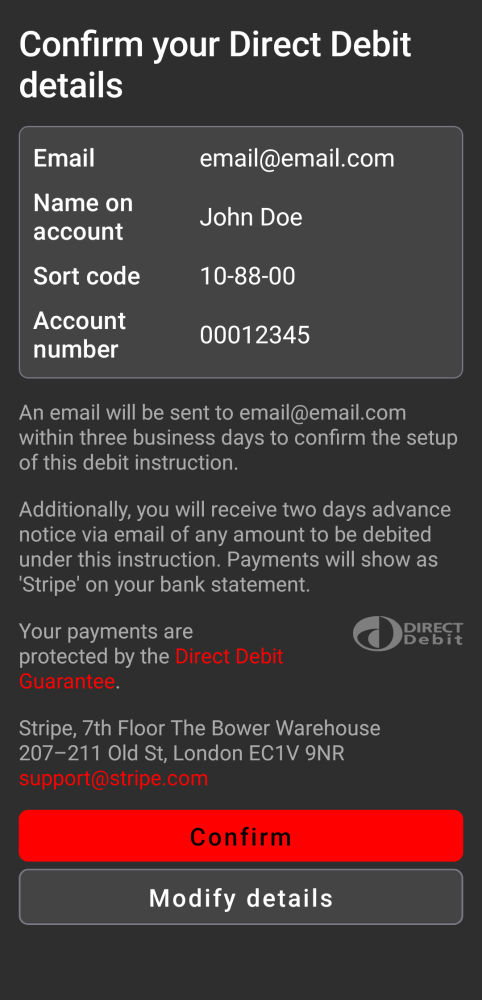 Confirm your Direct Debit
details
Email email@email.com
Name on
account John Doe
Sort code 10-88-00
Account
number 00012345
An email will be sent to email@email.com
within three business days to confirm the setup
of this debit instruction.
Additionally, you will receive two days advance
notice via email of any amount to be debited
under this instruction. Payments will show as
'Stripe' on your bank statement.
Your payments are
protected by the Direct Debit
Guarantee.
DIRECT
Debit
Stripe, 7th Floor The Bower Warehouse
207–211 Old St, London EC1V 9NR
support@stripe.com
Confirm
Modify details